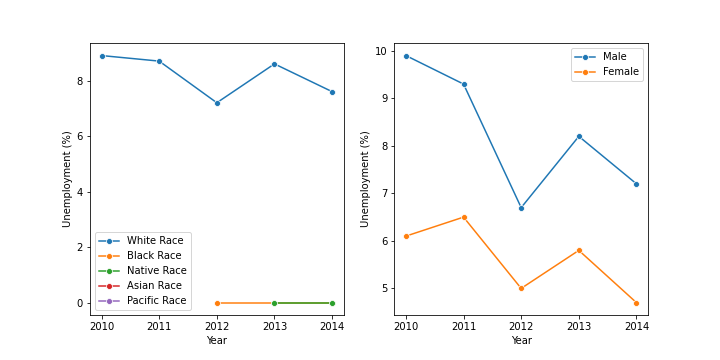 8
6
4
2
0
Unemployment (%)
White Race
Black Race
Native Race
Asian Race
Pacific Race
2010 2011 2012 2013 2014
Year
10
9
8
7
6
5
Unemployment (%)
Male
Female
2010 2011 2012 2013 2014
Year